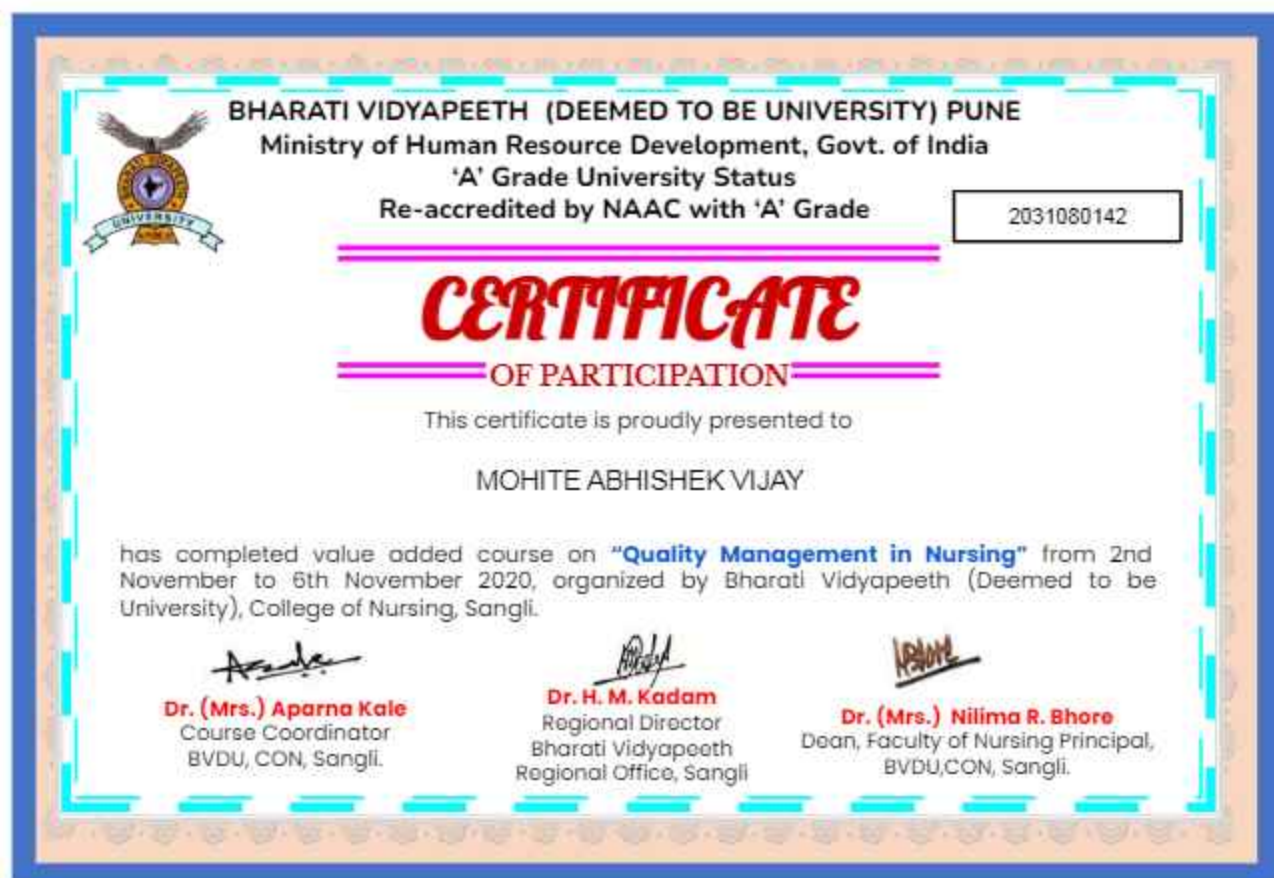 BHARATI VIDYAPEETH (DEEMED TO BE UNIVERSITY) PUNE
Ministry of Human Resource Development, Govt. of India
‘A’ Grade University Status
Re-accredited by NAAC with ‘A’ Grade
2031080142
BHARATI VIDYAPEETH
UNIVERSITY
CERTIFICATE
OF PARTICIPATION
This certificate is proudly presented to
MOHITE ABHISHEK VIJAY
has completed value added course on “Quality Management in Nursing” from 2nd
November to 6th November 2020, organized by Bharati Vidyapeeth (Deemed to be
University), College of Nursing, Sangli.
Dr. (Mrs.) Aparna Kale
Course Coordinator
BVDU, CON, Sangli.
Dr. H. M. Kadam
Regional Director
Bharati Vidyapeeth
Regional Office, Sangli
Dr. (Mrs.) Nilima R. Bhore
Dean, Faculty of Nursing Principal,
BVDU,CON, Sangli.